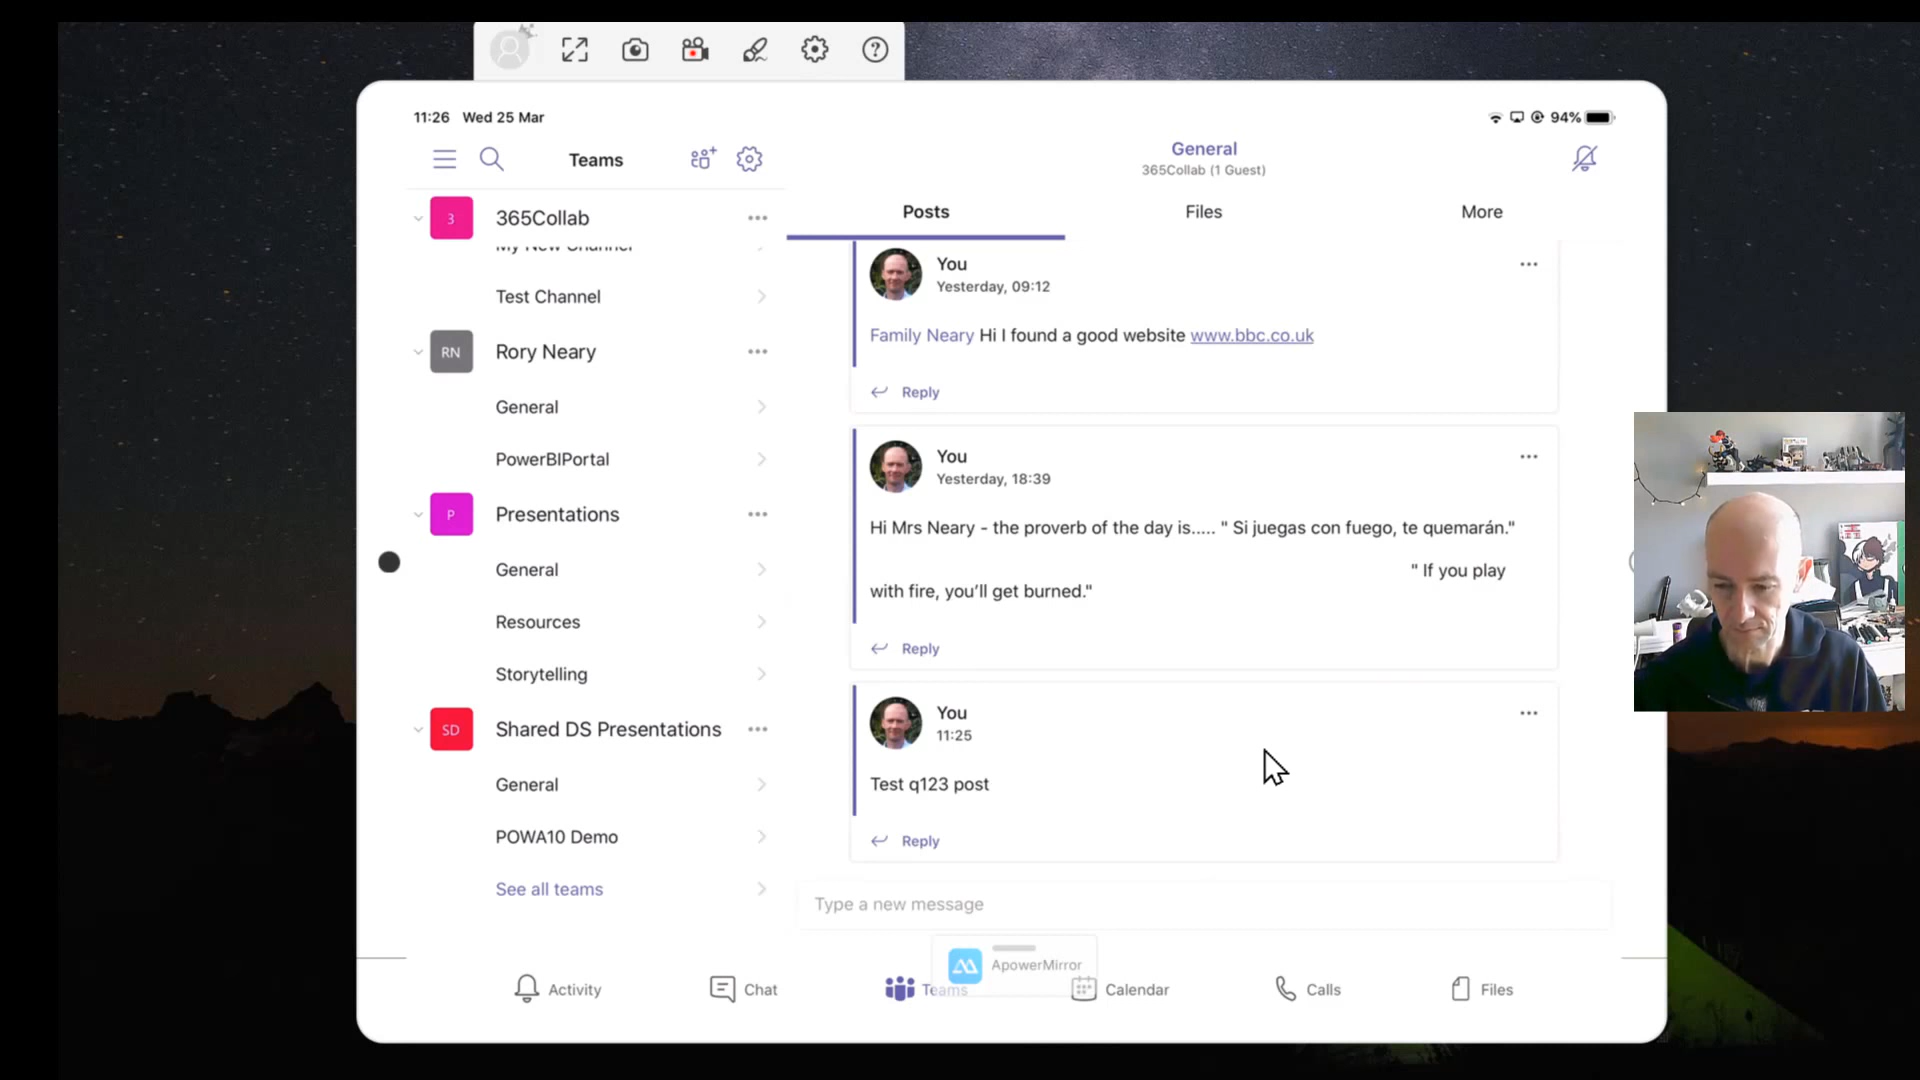 11:26 Wed 25 Mar
94%
Teams
General
365Collab (1 Guest)
Posts
Files
More
3
365Collab
My New Channel
Test Channel
RN
Rory Neary
General
PowerBIPortal
P
Presentations
General
Resources
Storytelling
SD
Shared DS Presentations
General
POWA10 Demo
See all teams
You
Yesterday, 09:12
Family Neary Hi I found a good website www.bbc.co.uk
Reply
You
Yesterday, 18:39
Hi Mrs Neary - the proverb of the day is..... " Si juegas con fuego, te quemarán."
" If you play
with fire, you’ll get burned."
Reply
You
11:25
Test q123 post
Reply
Type a new message
ApowerMirror
Activity
Chat
Teams
Calendar
Calls
Files